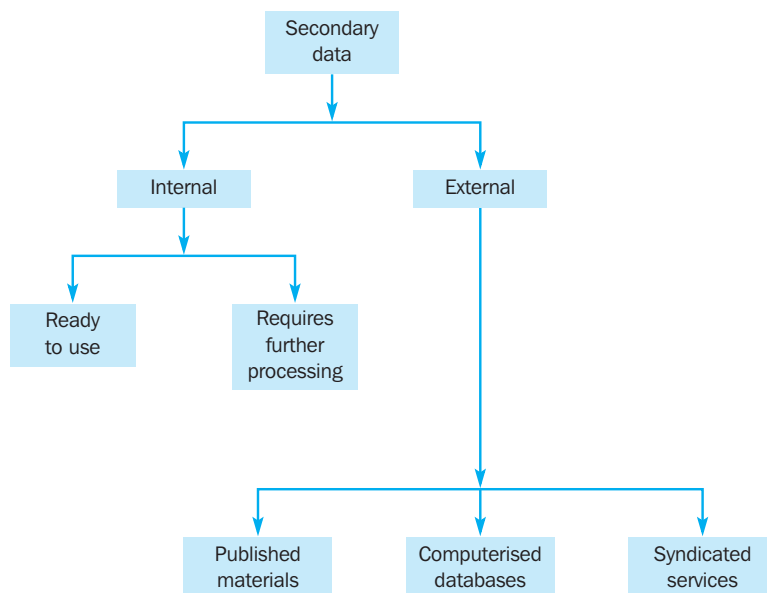 Secondary
data
Internal
External
Ready
to use
Requires
further
processing
Published
materials
Computerised
databases
Syndicated
services